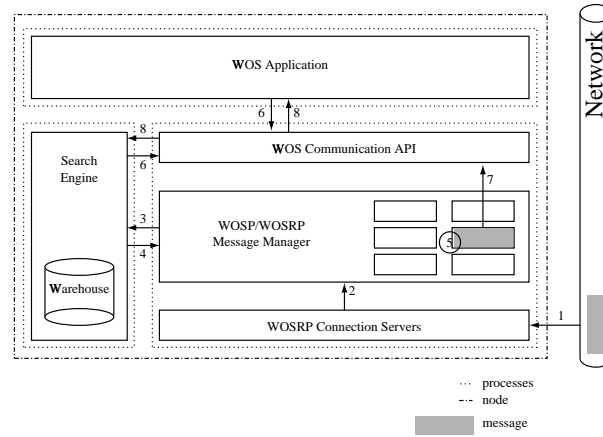 WOS Application
Network
6
8
8
WOS Communication API
6
Search
Engine
7
3
WOSP/WOSRP
Message Manager
5
4
Warehouse
2
WOSRP Connection Servers
1
processes
node
message